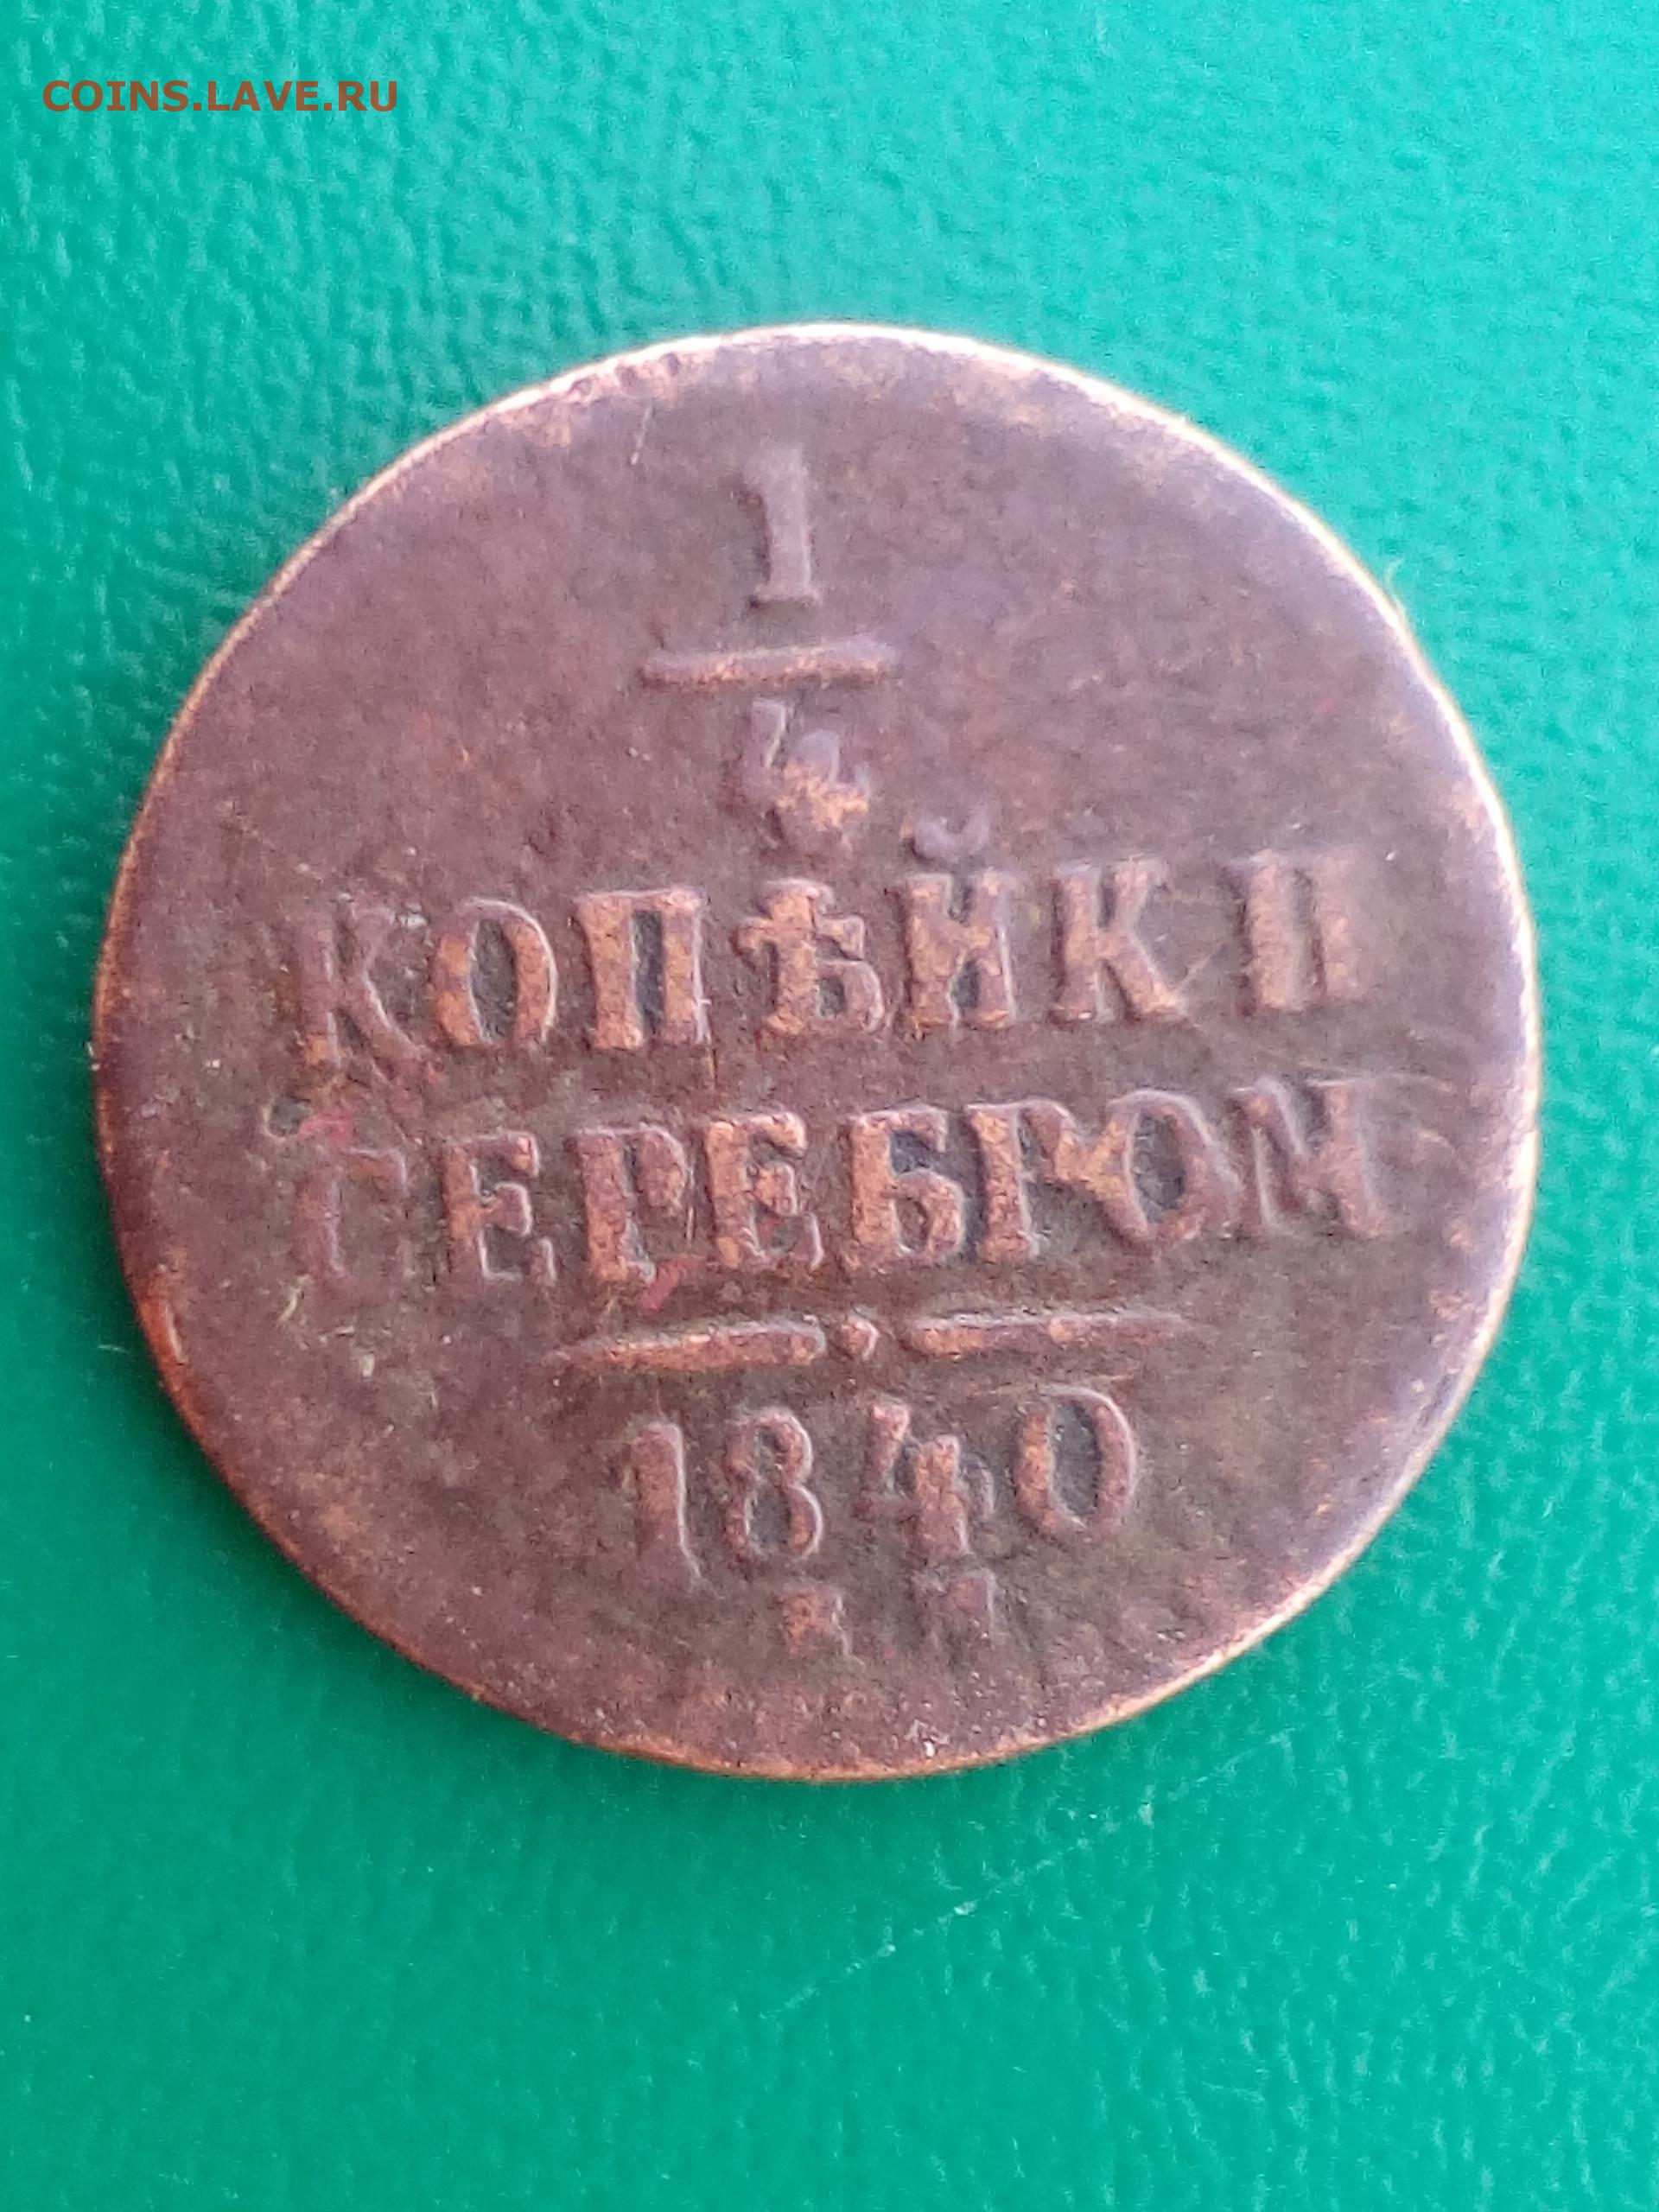 COINS.LAVE.RU
1
4
КОПѢЙКИ
СЕРЕБРОМ
1840